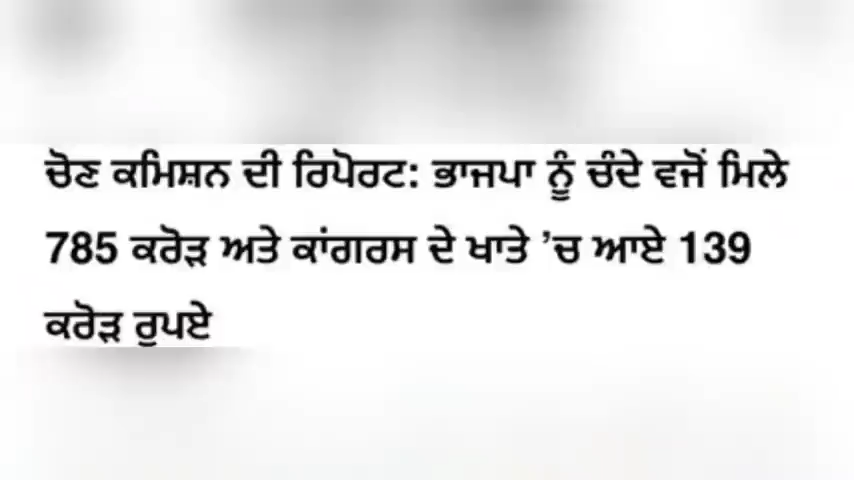 ਚੋਣ ਕਮਿਸ਼ਨ ਦੀ ਰਿਪੋਰਟ: ਭਾਜਪਾ ਨੂੰ ਚੰਦੇ ਵਜੋਂ ਮਿਲੇ
785 ਕਰੋੜ ਅਤੇ ਕਾਂਗਰਸ ਦੇ ਖਾਤੇ ’ਚ ਆਏ 139
ਕਰੋੜ ਰੁਪਏ